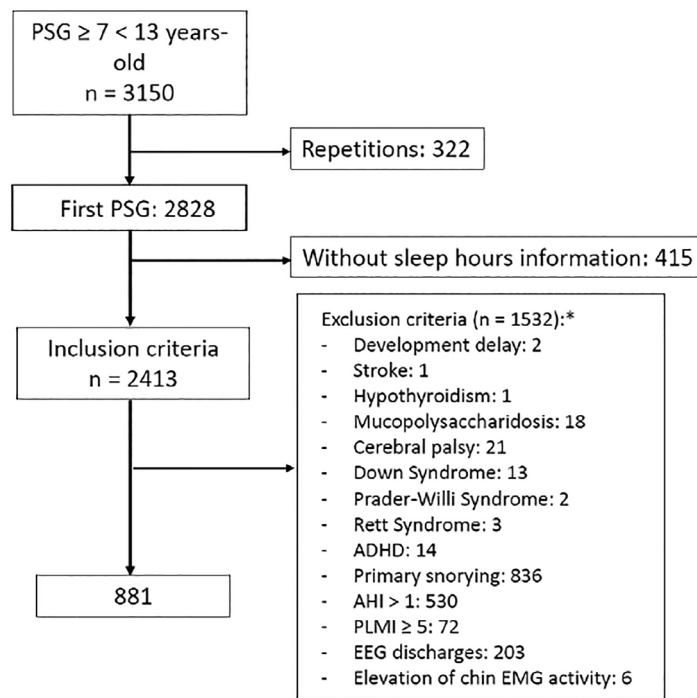 PSG ≥ 7 < 13 years-
old
n = 3150
Repetitions: 322
First PSG: 2828
Without sleep hours information: 415
Inclusion criteria
n = 2413
Exclusion criteria (n = 1532):*
- Development delay: 2
- Stroke: 1
- Hypothyroidism: 1
- Mucopolysaccharidosis: 18
- Cerebral palsy: 21
- Down Syndrome: 13
- Prader-Willi Syndrome: 2
- Rett Syndrome: 3
- ADHD: 14
- Primary snorying: 836
- AHI > 1: 530
- PLMI ≥ 5: 72
- EEG discharges: 203
- Elevation of chin EMG activity: 6
881